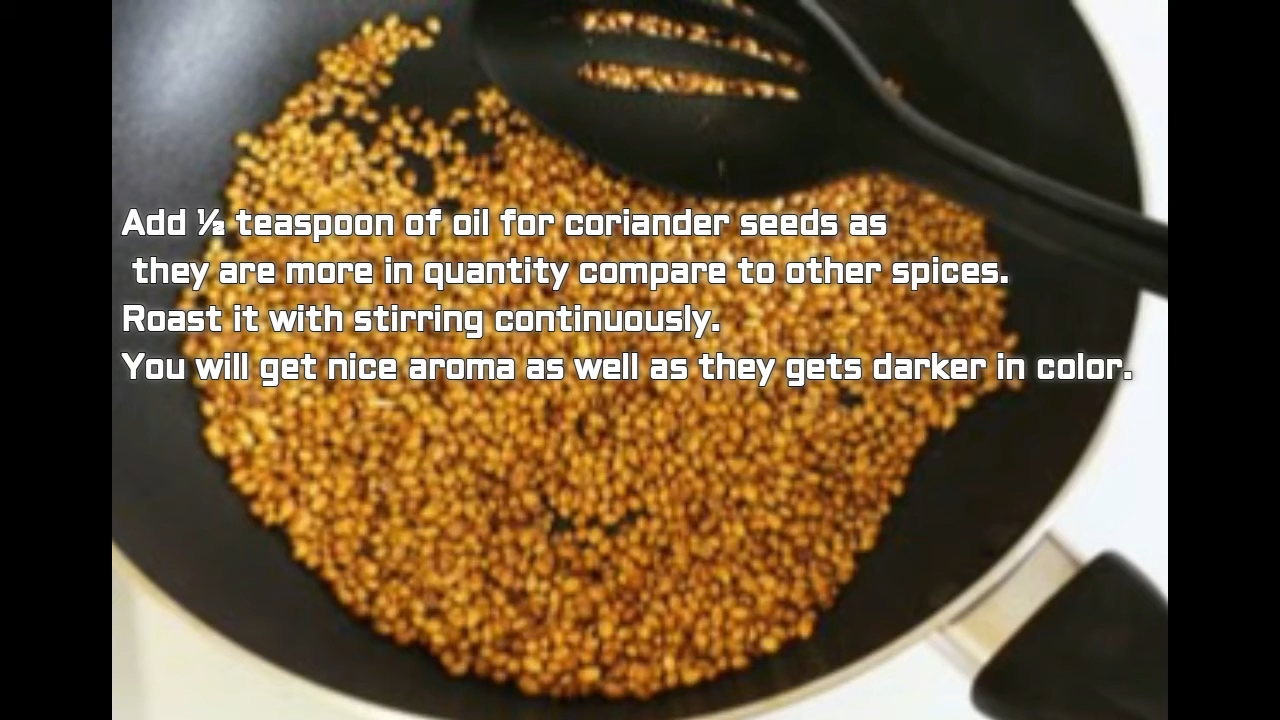 Add ½ teaspoon of oil for coriander seeds as
they are more in quantity compare to other spices.
Roast it with stirring continuously.
You will get nice aroma as well as they gets darker in color.